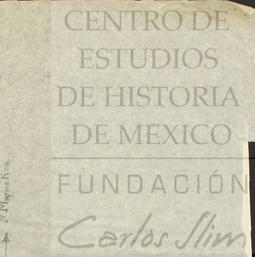 CENTRO DE
ESTUDIOS
DE HISTORIA
DE MEXICO
FUNDACIÓN
Carlos Slim